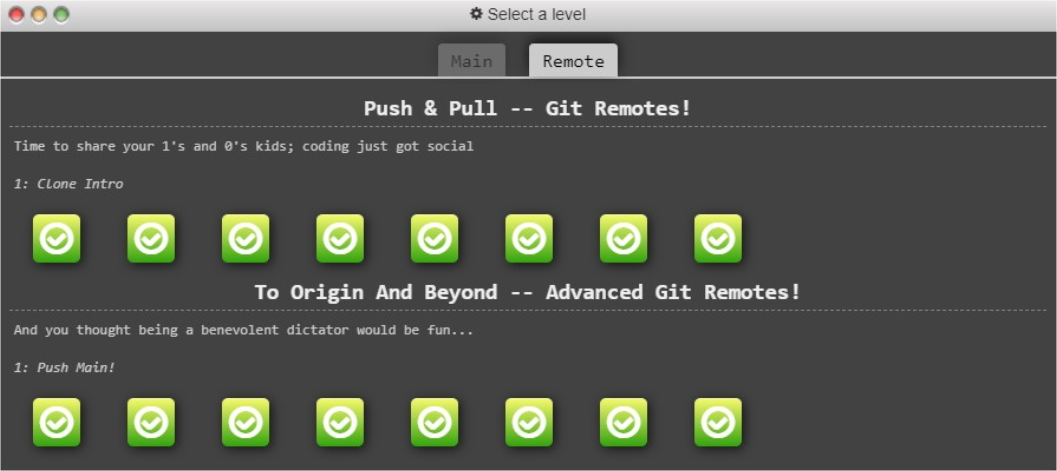 Select a level
Main
Remote
Push & Pull -- Git Remotes!
Time to share your 1's and 0's kids; coding just got social
1: Clone Intro
To Origin And Beyond -- Advanced Git Remotes!
And you thought being a benevolent dictator would be fun...
1: Push Main!